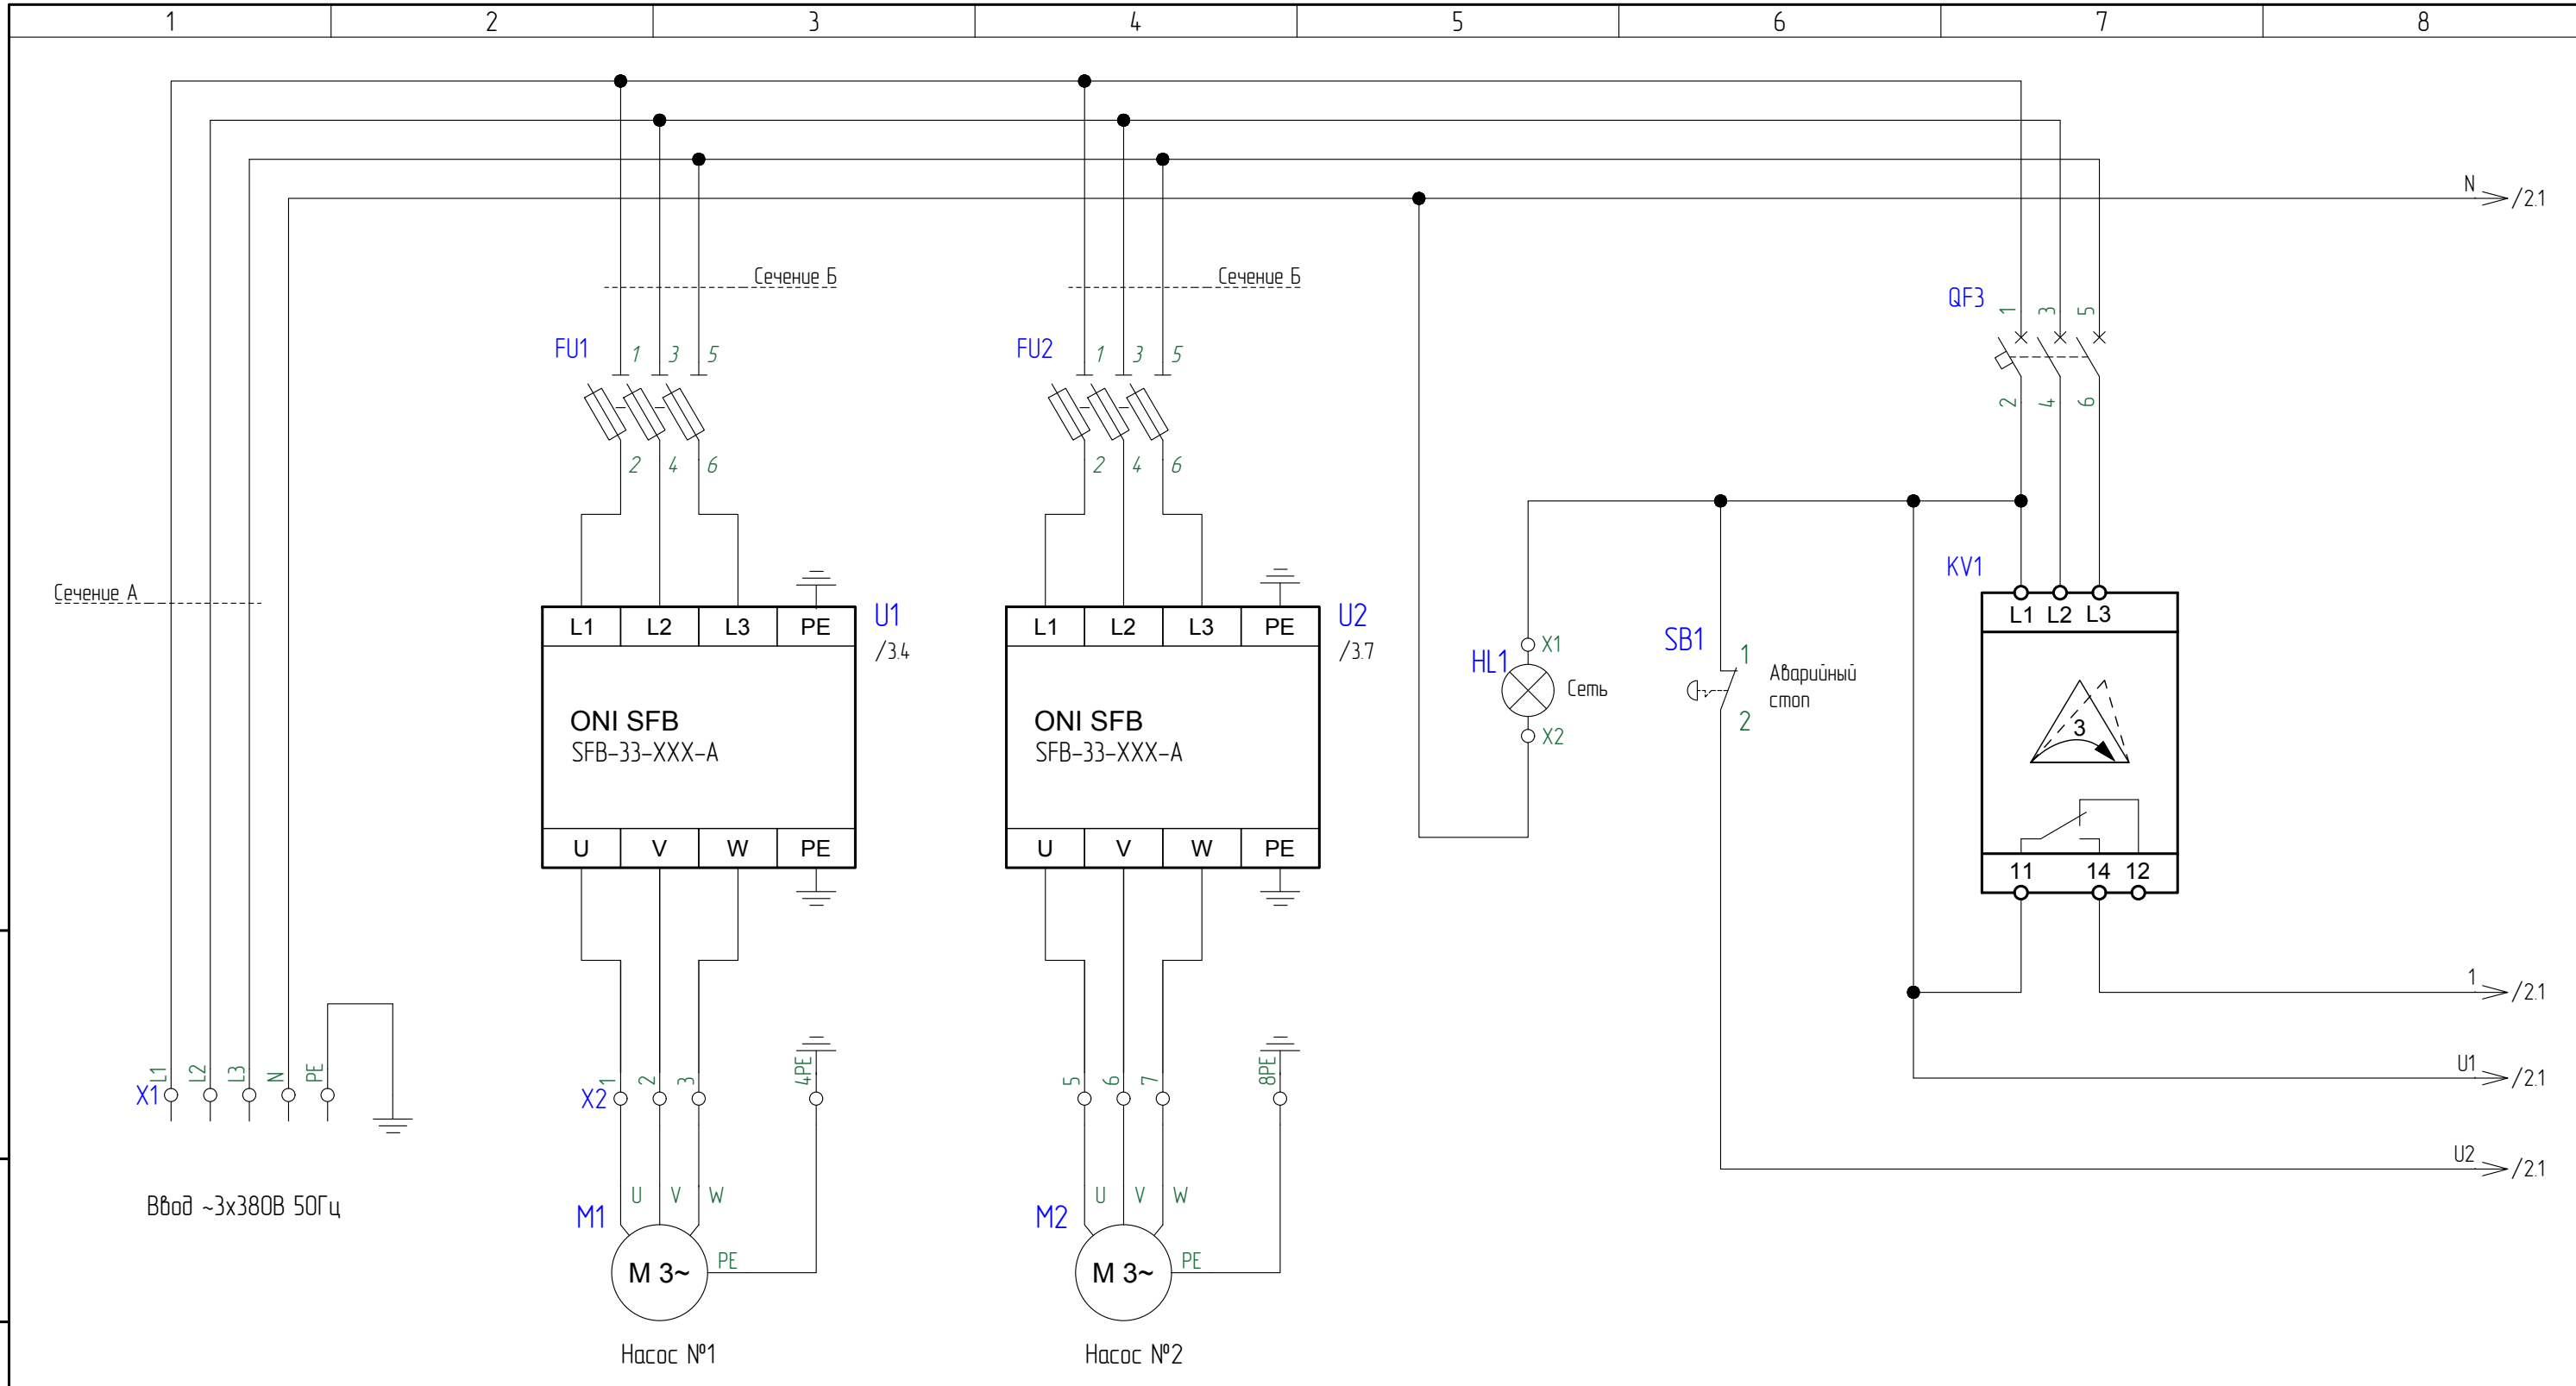 1 2 3 4 5 6 7 8
N /2.1
Сечение Б
Сечение Б
QF3 1 3 5
FU1 1 3 5
FU2 1 3 5
2 4 6
2 4 6
2 4 6
KV1
Сечение А
L1 L2 L3 PE
U1
/3.4
L1 L2 L3 PE
U2
/3.7
L1 L2 L3
X1
HL1
Сеть
X2
SB1
1
Аварийный
стоп
2
ONI SFB
SFB-33-XXX-A
ONI SFB
SFB-33-XXX-A
3
U V W PE
U V W PE
11 14 12
1 /2.1
U1 /2.1
X1 L1 L2 L3 N PE
X2 1 2 3 4PE
5 6 7 8PE
U2 /2.1
Ввод ~3х380В 50Гц
U V W
M1
PE
M 3~
U V W
M2
PE
M 3~
Насос №1
Насос №2